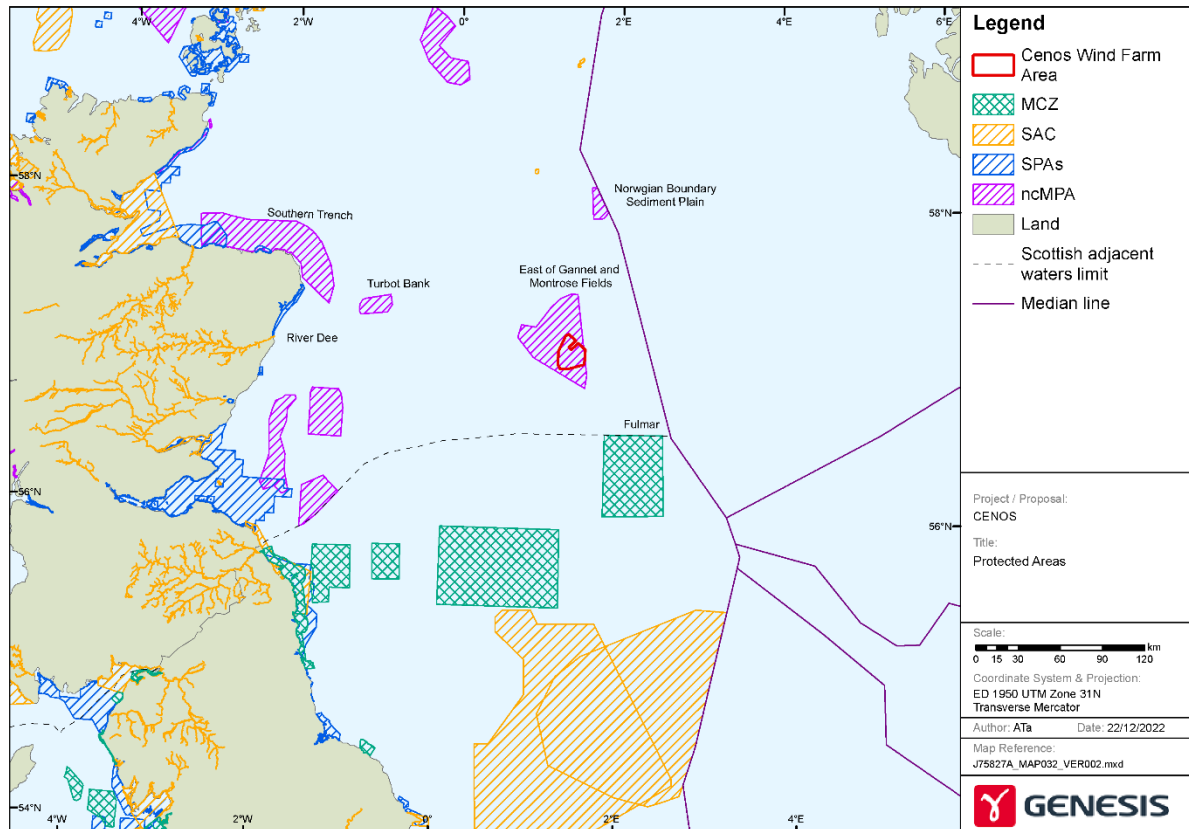 4°W
2°W
0°
2°E
4°E
6°E
58°N
58°N
Norwgian Boundary
Sediment Plain
Southern Trench
East of Gannet and
Montrose Fields
Turbot Bank
River Dee
Fulmar
56°N
56°N
54°N
54°N
4°W
2°W
0°
2°E
4°E
Legend
Cenos Wind Farm
Area
MCZ
SAC
SPAs
ncMPA
Land
Scottish adjacent
waters limit
Median line
Project / Proposal:
CENOS
Title:
Protected Areas
Scale:
km
0 15 30 60 90 120
Coordinate System & Projection:
ED 1950 UTM Zone 31N
Transverse Mercator
Author: ATa Date: 22/12/2022
Map Reference:
J75827A_MAP032_VER002.mxd
GENESIS